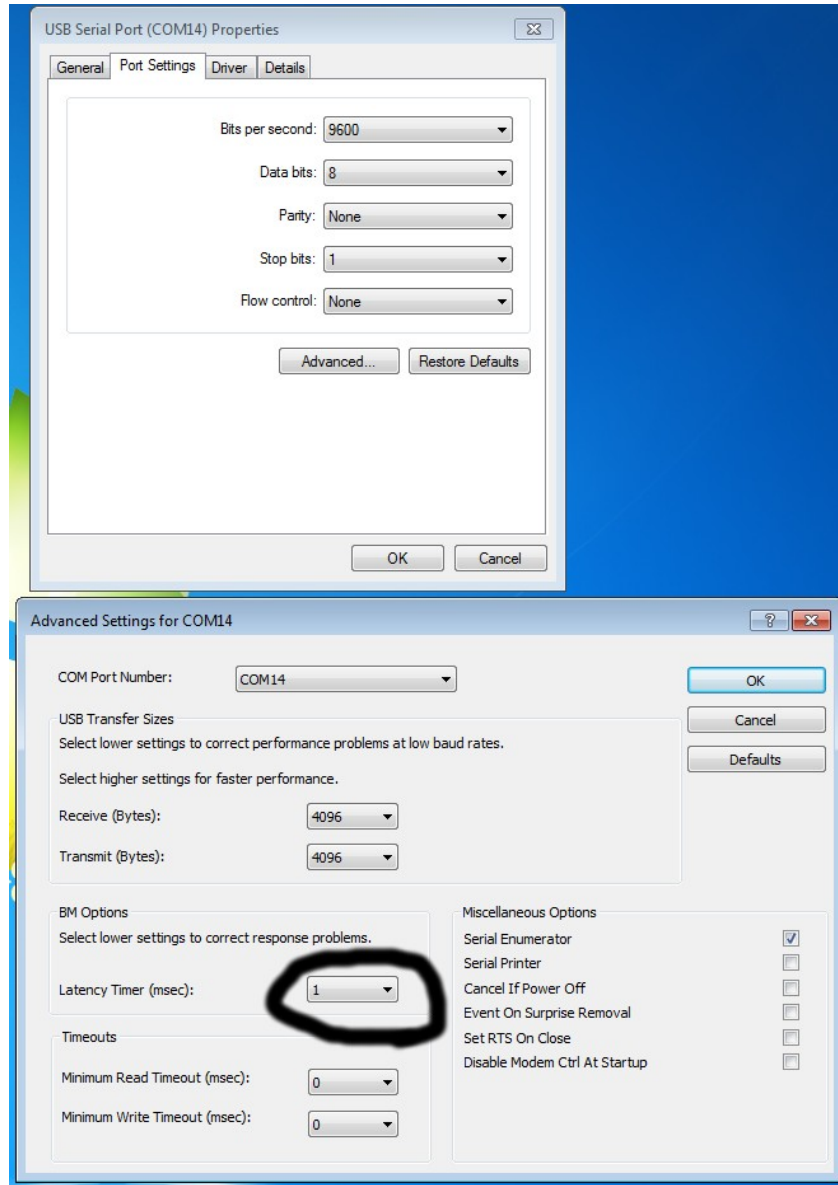 USB Serial Port (COM14) Properties
General Port Settings Driver Details
Bits per second: 9600
Data bits: 8
Parity: None
Stop bits: 1
Flow control: None
Advanced... Restore Defaults
OK Cancel
Advanced Settings for COM14
COM Port Number: COM14
OK
USB Transfer Sizes
Cancel
Select lower settings to correct performance problems at low baud rates.
Defaults
Select higher settings for faster performance.
Receive (Bytes): 4096
Transmit (Bytes): 4096
BM Options
Select lower settings to correct response problems.
Latency Timer (msec): 1
Timeouts
Minimum Read Timeout (msec): 0
Minimum Write Timeout (msec): 0
Miscellaneous Options
Serial Enumerator
Serial Printer
Cancel If Power Off
Event On Surprise Removal
Set RTS On Close
Disable Modem Ctrl At Startup